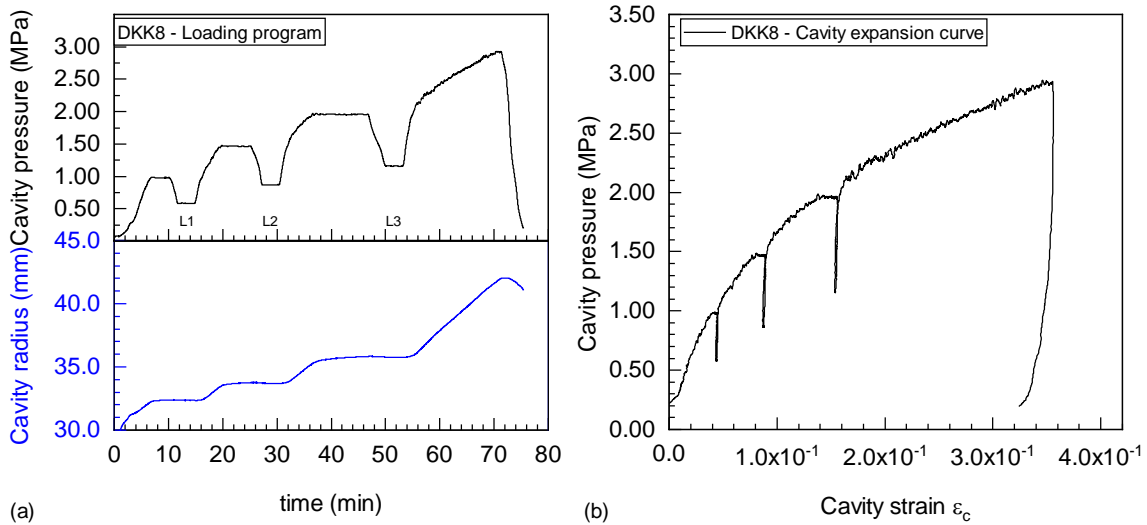 DKK8 - Loading program
Cavity pressure (MPa)
3.00
2.50
2.00
1.50
1.00
0.50
L1 L2 L3
Cavity radius (mm)
45.0
40.0
35.0
30.0
0 10 20 30 40 50 60 70 80
time (min)
(a)
DKK8 - Cavity expansion curve
Cavity pressure (MPa)
3.50
3.00
2.50
2.00
1.50
1.00
0.50
0.00
0.0 1.0x10⁻¹ 2.0x10⁻¹ 3.0x10⁻¹ 4.0x10⁻¹
Cavity strain ε_c
(b)